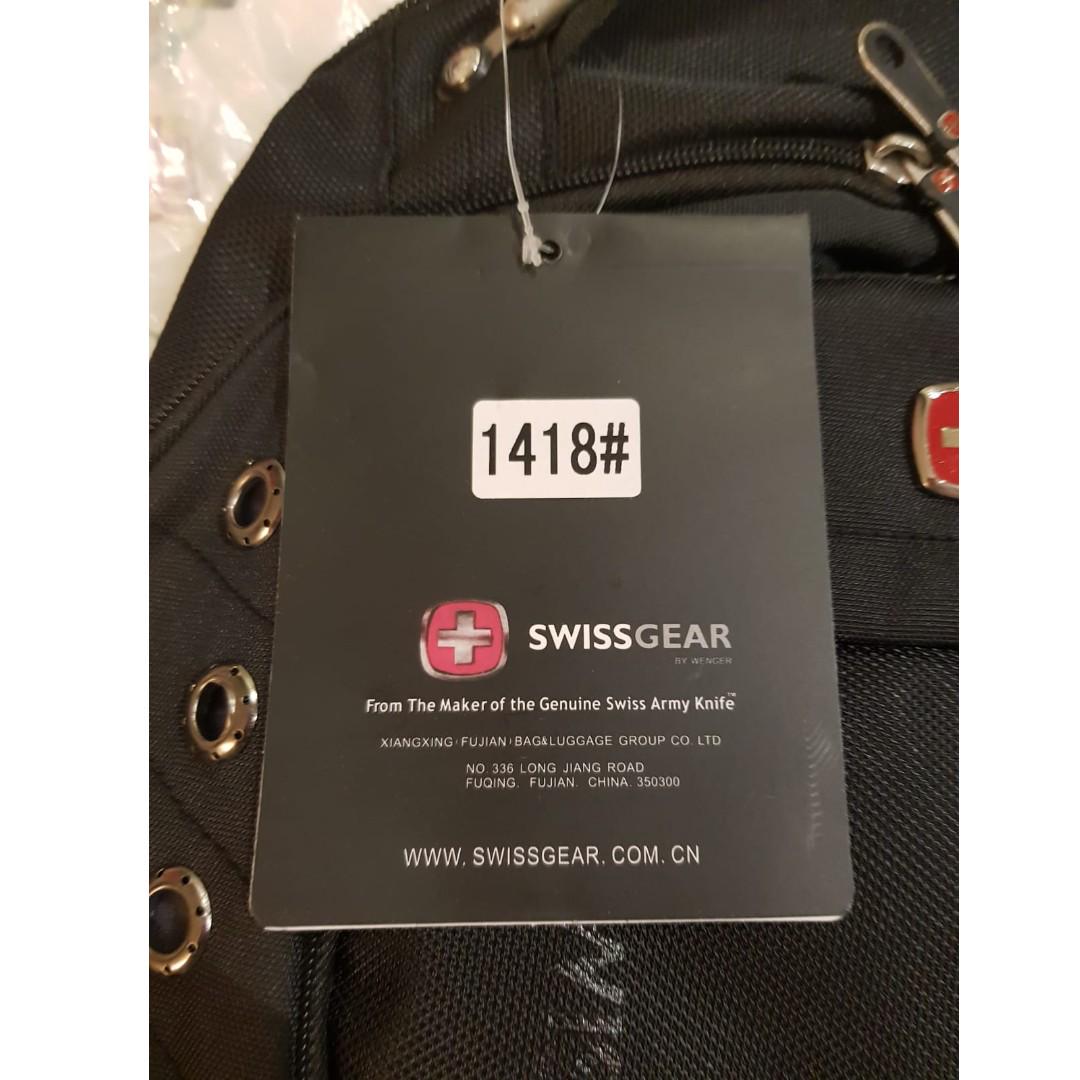 1418#
SWISSGEAR
BY WENGER
From The Maker of the Genuine Swiss Army Knife™
XIANGXING (FUJIAN) BAG&LUGGAGE GROUP CO. LTD
NO. 336 LONG JIANG ROAD
FUQING. FUJIAN. CHINA. 350300
WWW. SWISSGEAR. COM. CN